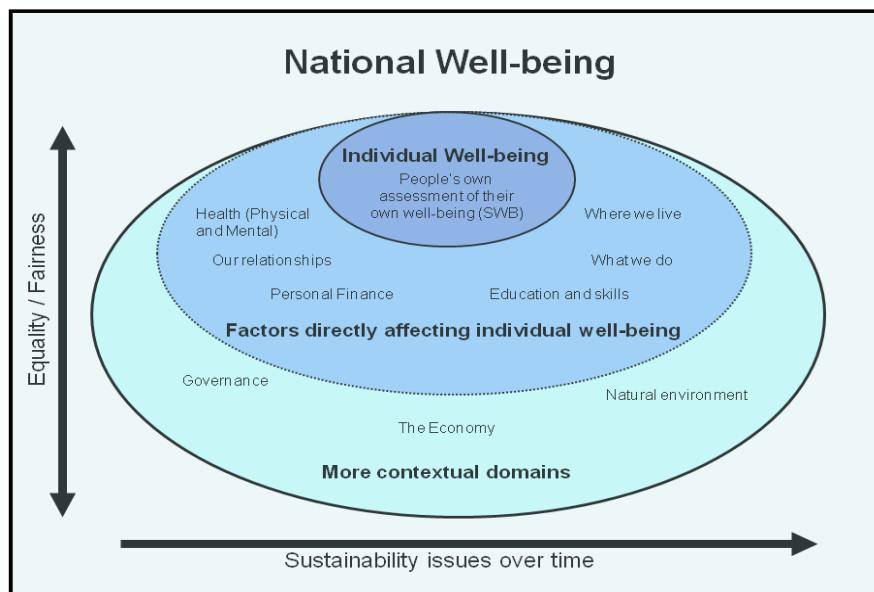 National Well-being
Equality / Fairness
Individual Well-being
People's own
assessment of their
own well-being (SWB)
Health (Physical
and Mental)
Where we live
Our relationships
What we do
Personal Finance
Education and skills
Factors directly affecting individual well-being
Governance
Natural environment
The Economy
More contextual domains
Sustainability issues over time